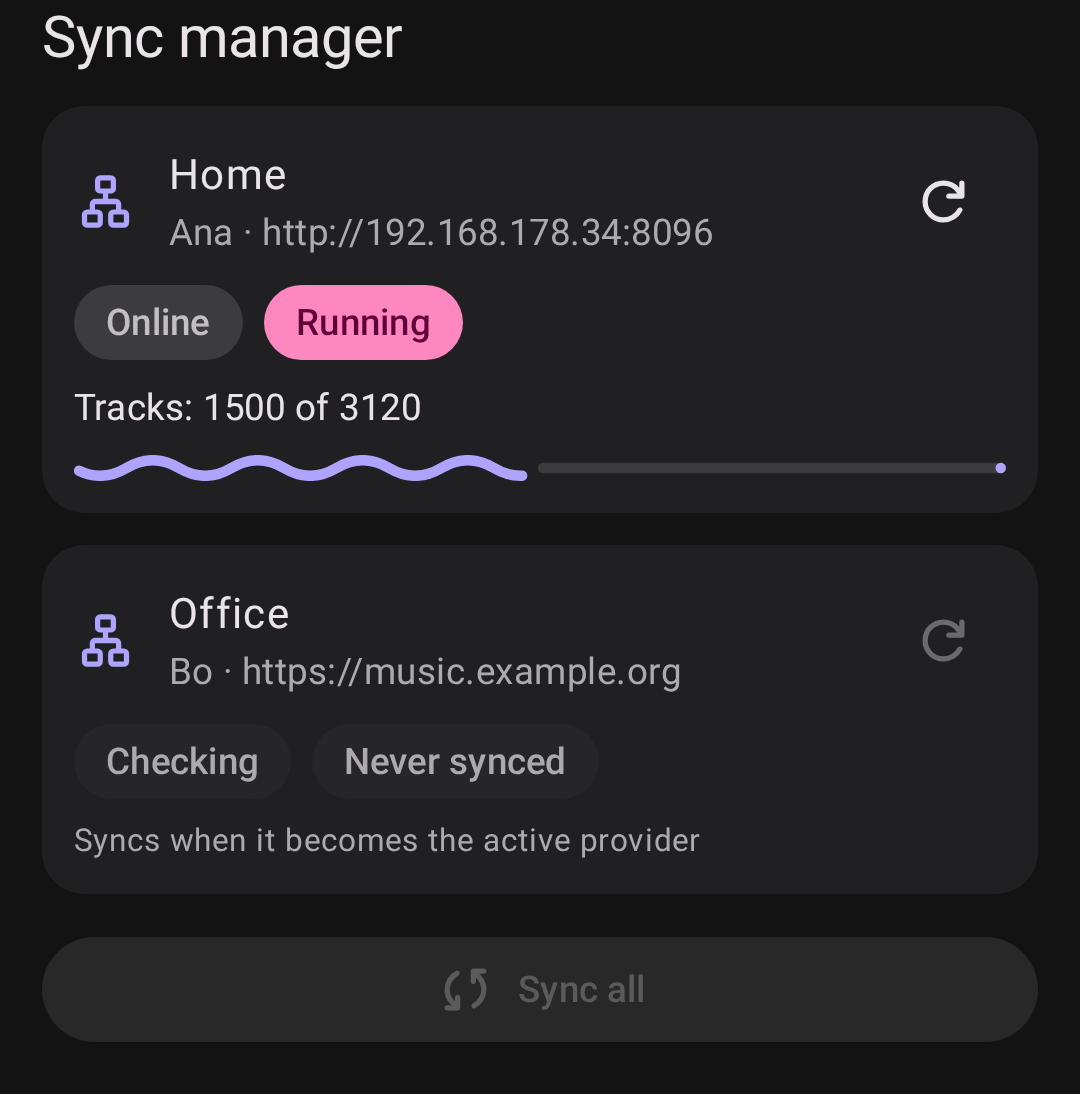 Sync manager
Home
Ana · http://192.168.178.34:8096
Online
Running
Tracks: 1500 of 3120
Office
Bo · https://music.example.org
Checking
Never synced
Syncs when it becomes the active provider
Sync all